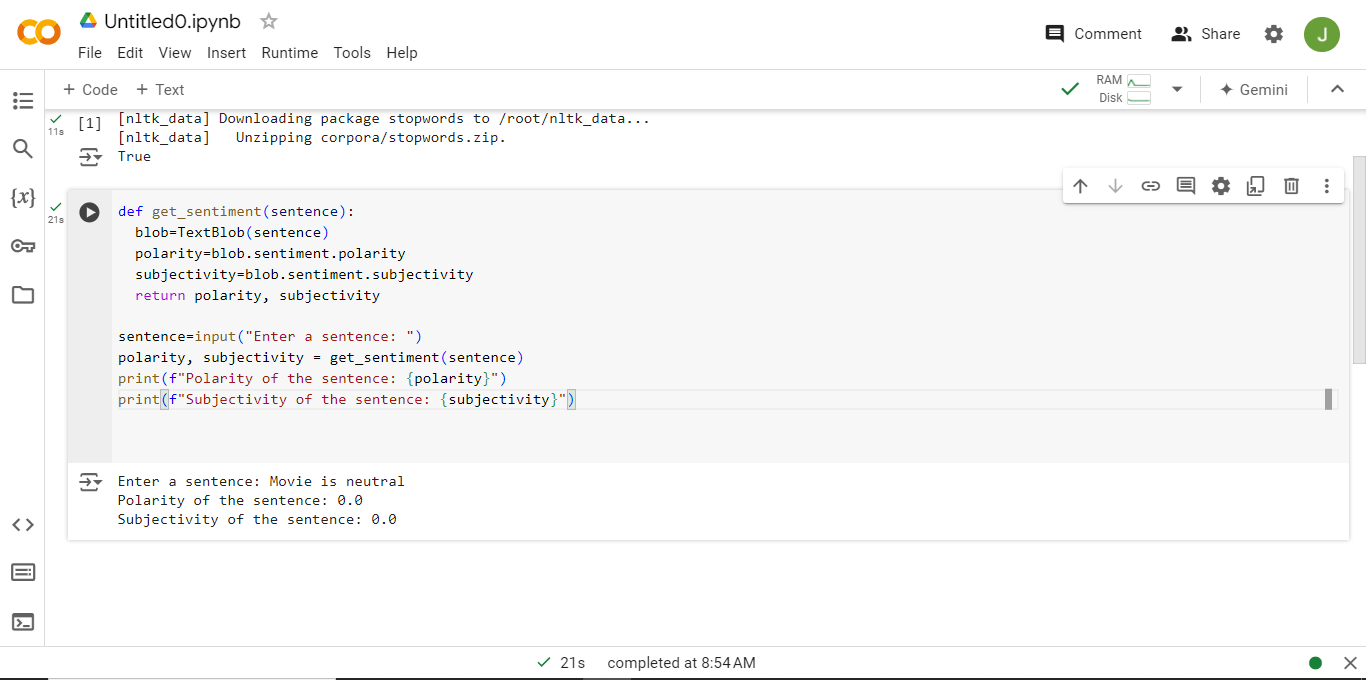 Untitled0.ipynb
File Edit View Insert Runtime Tools Help
Comment Share J
+ Code + Text
RAM
Disk
Gemini
11s
[1]
[nltk_data] Downloading package stopwords to /root/nltk_data...
[nltk_data]   Unzipping corpora/stopwords.zip.
True
{x}
21s
def get_sentiment(sentence):
  blob=TextBlob(sentence)
  polarity=blob.sentiment.polarity
  subjectivity=blob.sentiment.subjectivity
  return polarity, subjectivity
sentence=input("Enter a sentence: ")
polarity, subjectivity = get_sentiment(sentence)
print(f"Polarity of the sentence: {polarity}")
print(f"Subjectivity of the sentence: {subjectivity}")
Enter a sentence: Movie is neutral
Polarity of the sentence: 0.0
Subjectivity of the sentence: 0.0
21s completed at 8:54 AM